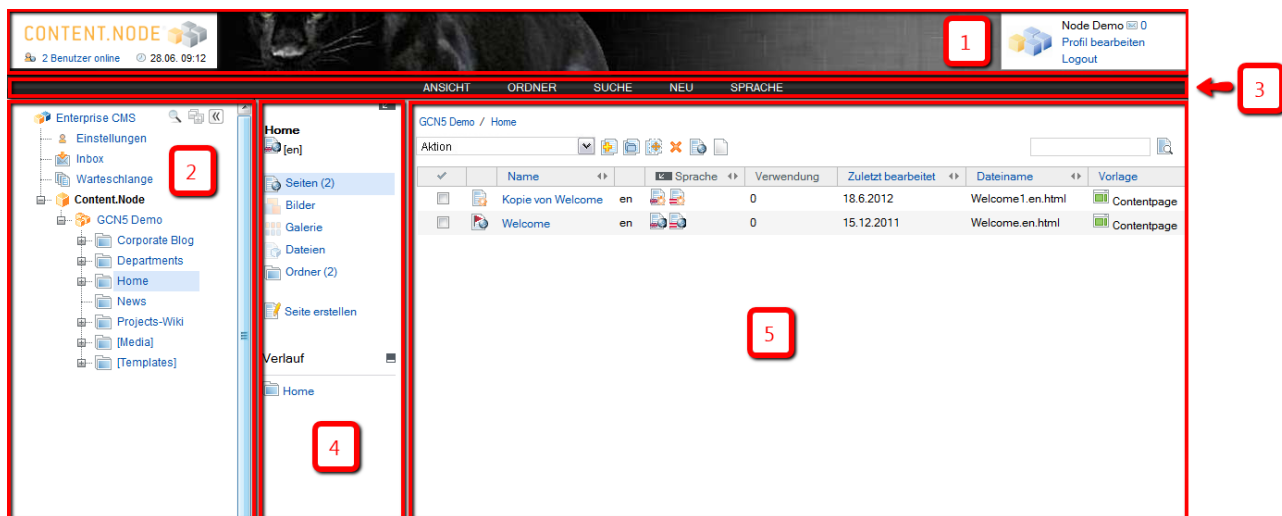 CONTENT.NODE
2 Benutzer online 28.06. 09:12
1
Node Demo 0
Profil bearbeiten
Logout
ANSICHT ORDNER SUCHE NEU SPRACHE
3
Enterprise CMS
Einstellungen
Inbox
Warteschlange
Content.Node
GCN5 Demo
Corporate Blog
Departments
Home
News
Projects-Wiki
[Media]
[Templates]
2
Home
[en]
Seiten (2)
Bilder
Galerie
Dateien
Ordner (2)
Seite erstellen
Verlauf
Home
4
GCN5 Demo / Home
Aktion
Name Sprache Verwendung Zuletzt bearbeitet Dateiname Vorlage
Kopie von Welcome en 0 18.6.2012 Welcome1.en.html Contentpage
Welcome en 0 15.12.2011 Welcome.en.html Contentpage
5